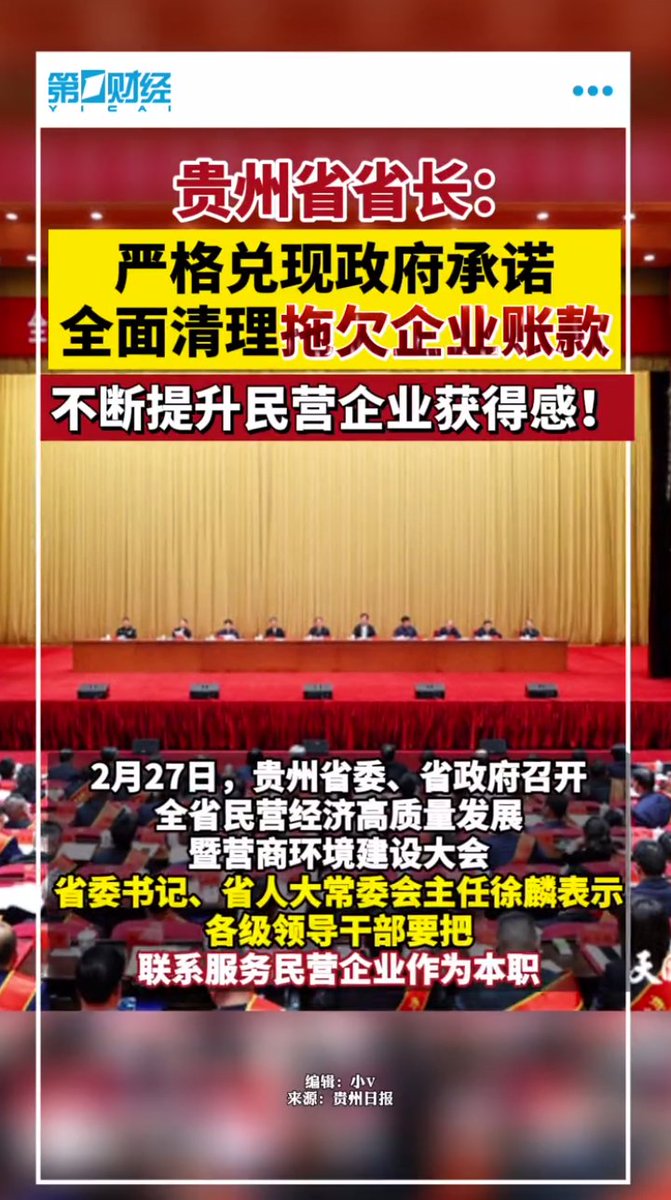 第一财经
YICAI
贵州省省长：
严格兑现政府承诺
全面清理拖欠企业账款
不断提升民营企业获得感！
2月27日，贵州省委、省政府召开
全省民营经济高质量发展
暨营商环境建设大会
省委书记、省人大常委会主任徐麟表示
各级领导干部要把
联系服务民营企业作为本职
编辑：小v
来源：贵州日报